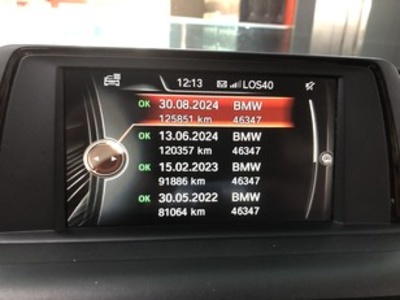 12:13 LOS40
OK 30.08.2024 BMW
125851 km 46347
OK 13.06.2024 BMW
120357 km 46347
OK 15.02.2023 BMW
91886 km 46347
OK 30.05.2022 BMW
81064 km 46347